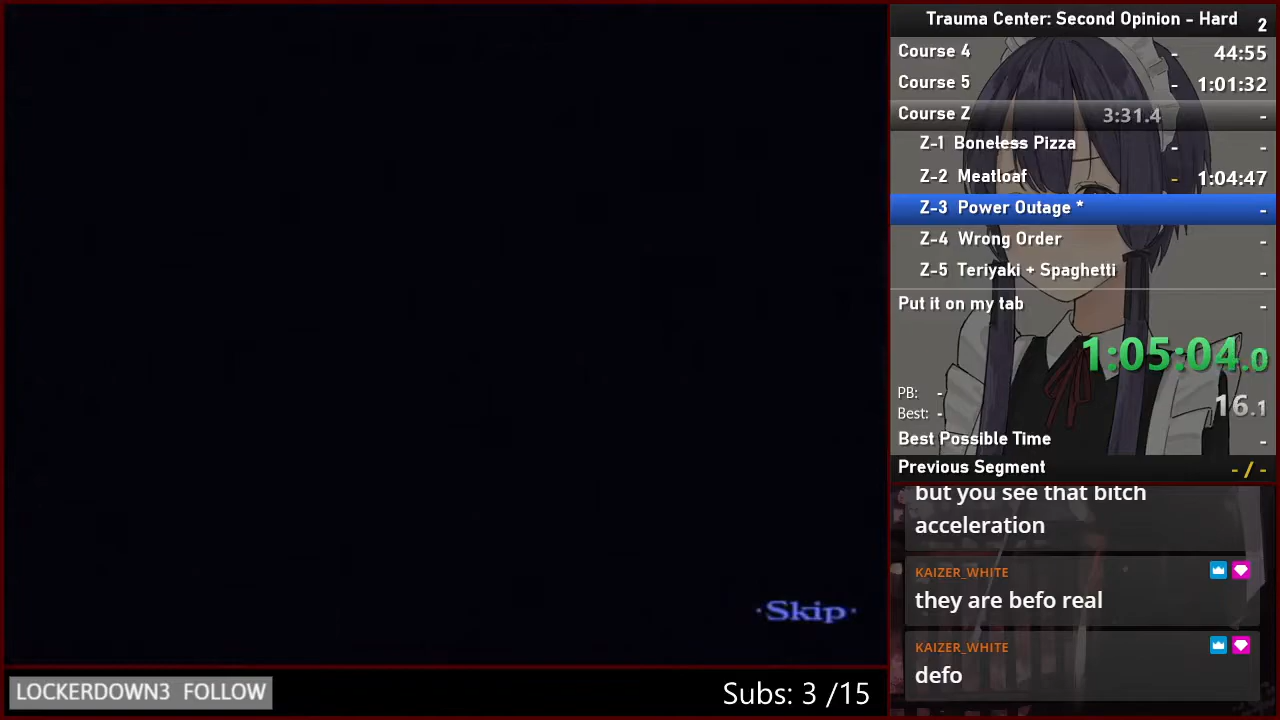 Trauma Center: Second Opinion - Hard 2
Course 4 - 44:55
Course 5 - 1:01:32
Course Z 3:31.4 -
Z-1 Boneless Pizza - -
Z-2 Meatloaf - 1:04:47
Z-3 Power Outage * -
Z-4 Wrong Order -
Z-5 Teriyaki + Spaghetti -
Put it on my tab -
1:05:04.0
PB: -
16.1
Best: -
Best Possible Time -
Previous Segment - / -
but you see that bitch
acceleration
KAIZER_WHITE
they are befo real
KAIZER_WHITE
defo
·Skip·
LOCKERDOWN3 FOLLOW
Subs: 3 /15